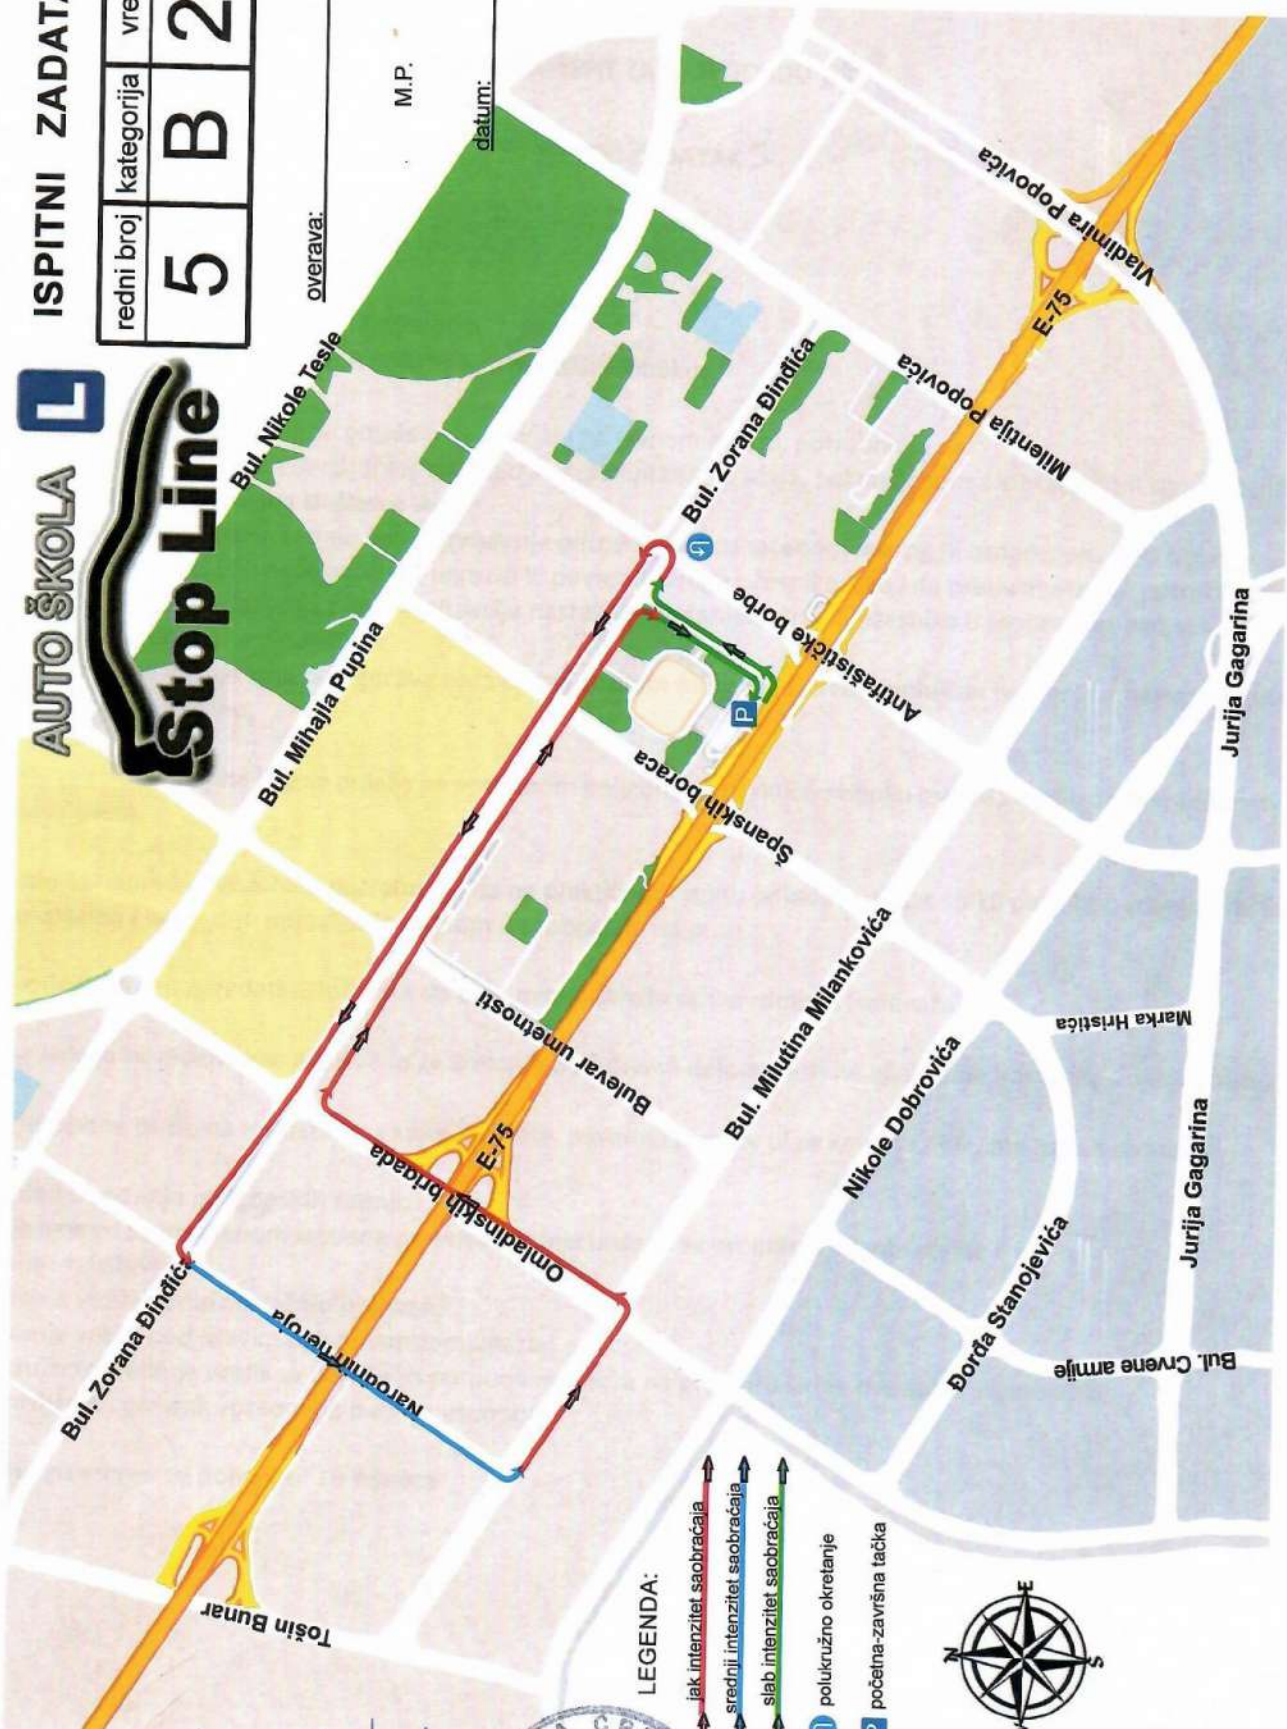 AUTO ŠKOLA L
Stop Line
ISPITNI ZADAT
redni broj kategorija vre
5 B 2
overava:
M.P.
datum:
Bul. Nikole Tesle
Bul. Mihajla Pupina
Bul. Zorana Đinđića
Bul. Zorana Đinđića
Vladimira Popovića
Milentija Popovića
Antifašističke borbe
Španskih boraca
Bulevar umetnosti
Omladinskih brigada
Narodnih heroja
Tošin Bunar
E-75
E-75
P
Bul. Milutina Milankovića
Nikole Dobrovića
Đorđa Stanojevića
Marka Hristića
Bul. Crvene armije
Jurija Gagarina
Jurija Gagarina
LEGENDA:
jak intenzitet saobraćaja
srednji intenzitet saobraćaja
slab intenzitet saobraćaja
polukružno okretanje
P početna-završna tačka
N
E
S